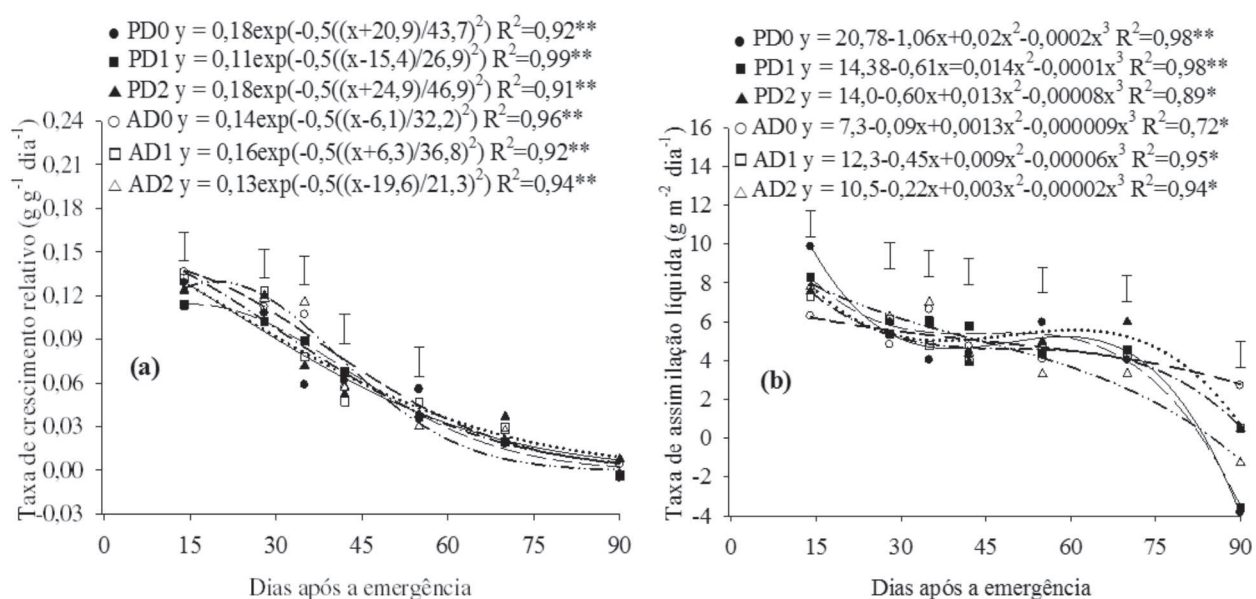 ● PD0 y = 0,18exp(-0,5((x+20,9)/43,7)²) R²=0,92**
■ PD1 y = 0,11exp(-0,5((x-15,4)/26,9)²) R²=0,99**
▲ PD2 y = 0,18exp(-0,5((x+24,9)/46,9)²) R²=0,91**
○ AD0 y = 0,14exp(-0,5((x-6,1)/32,2)²) R²=0,96**
□ AD1 y = 0,16exp(-0,5((x+6,3)/36,8)²) R²=0,92**
△ AD2 y = 0,13exp(-0,5((x-19,6)/21,3)²) R²=0,94**
Taxa de crescimento relativo (g g⁻¹ dia⁻¹)
0,24
0,21
0,18
0,15
0,12
0,09
0,06
0,03
0,00
-0,03
(a)
0 15 30 45 60 75 90
Dias após a emergência
● PD0 y = 20,78-1,06x+0,02x²-0,0002x³ R²=0,98**
■ PD1 y = 14,38-0,61x=0,014x²-0,0001x³ R²=0,98**
▲ PD2 y = 14,0-0,60x+0,013x²-0,00008x³ R²=0,89*
○ AD0 y = 7,3-0,09x+0,0013x²-0,000009x³ R²=0,72*
□ AD1 y = 12,3-0,45x+0,009x²-0,00006x³ R²=0,95*
△ AD2 y = 10,5-0,22x+0,003x²-0,00002x³ R²=0,94*
Taxa de assimilação líquida (g m⁻² dia⁻¹)
16
14
12
10
8
6
4
2
0
-2
-4
(b)
0 15 30 45 60 75 90
Dias após a emergência